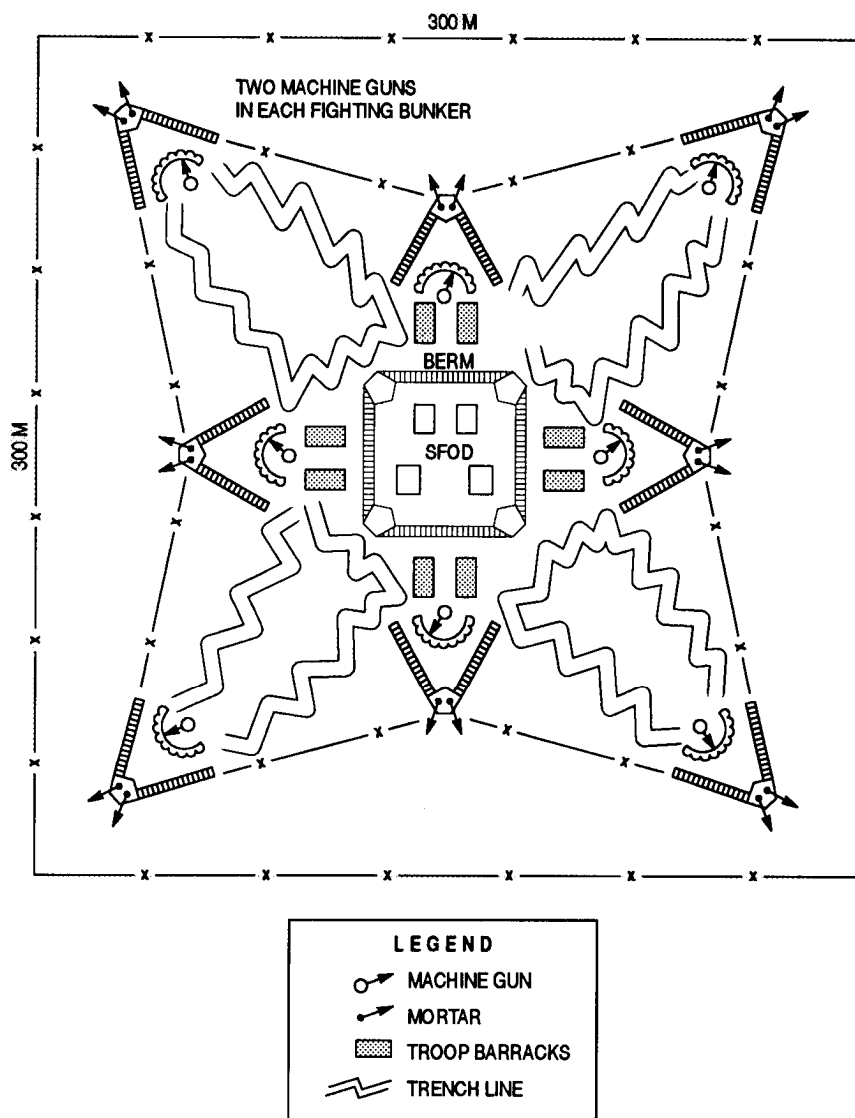 300 M
TWO MACHINE GUNS
IN EACH FIGHTING BUNKER
BERM
300 M
SFOD
LEGEND
MACHINE GUN
MORTAR
TROOP BARRACKS
TRENCH LINE